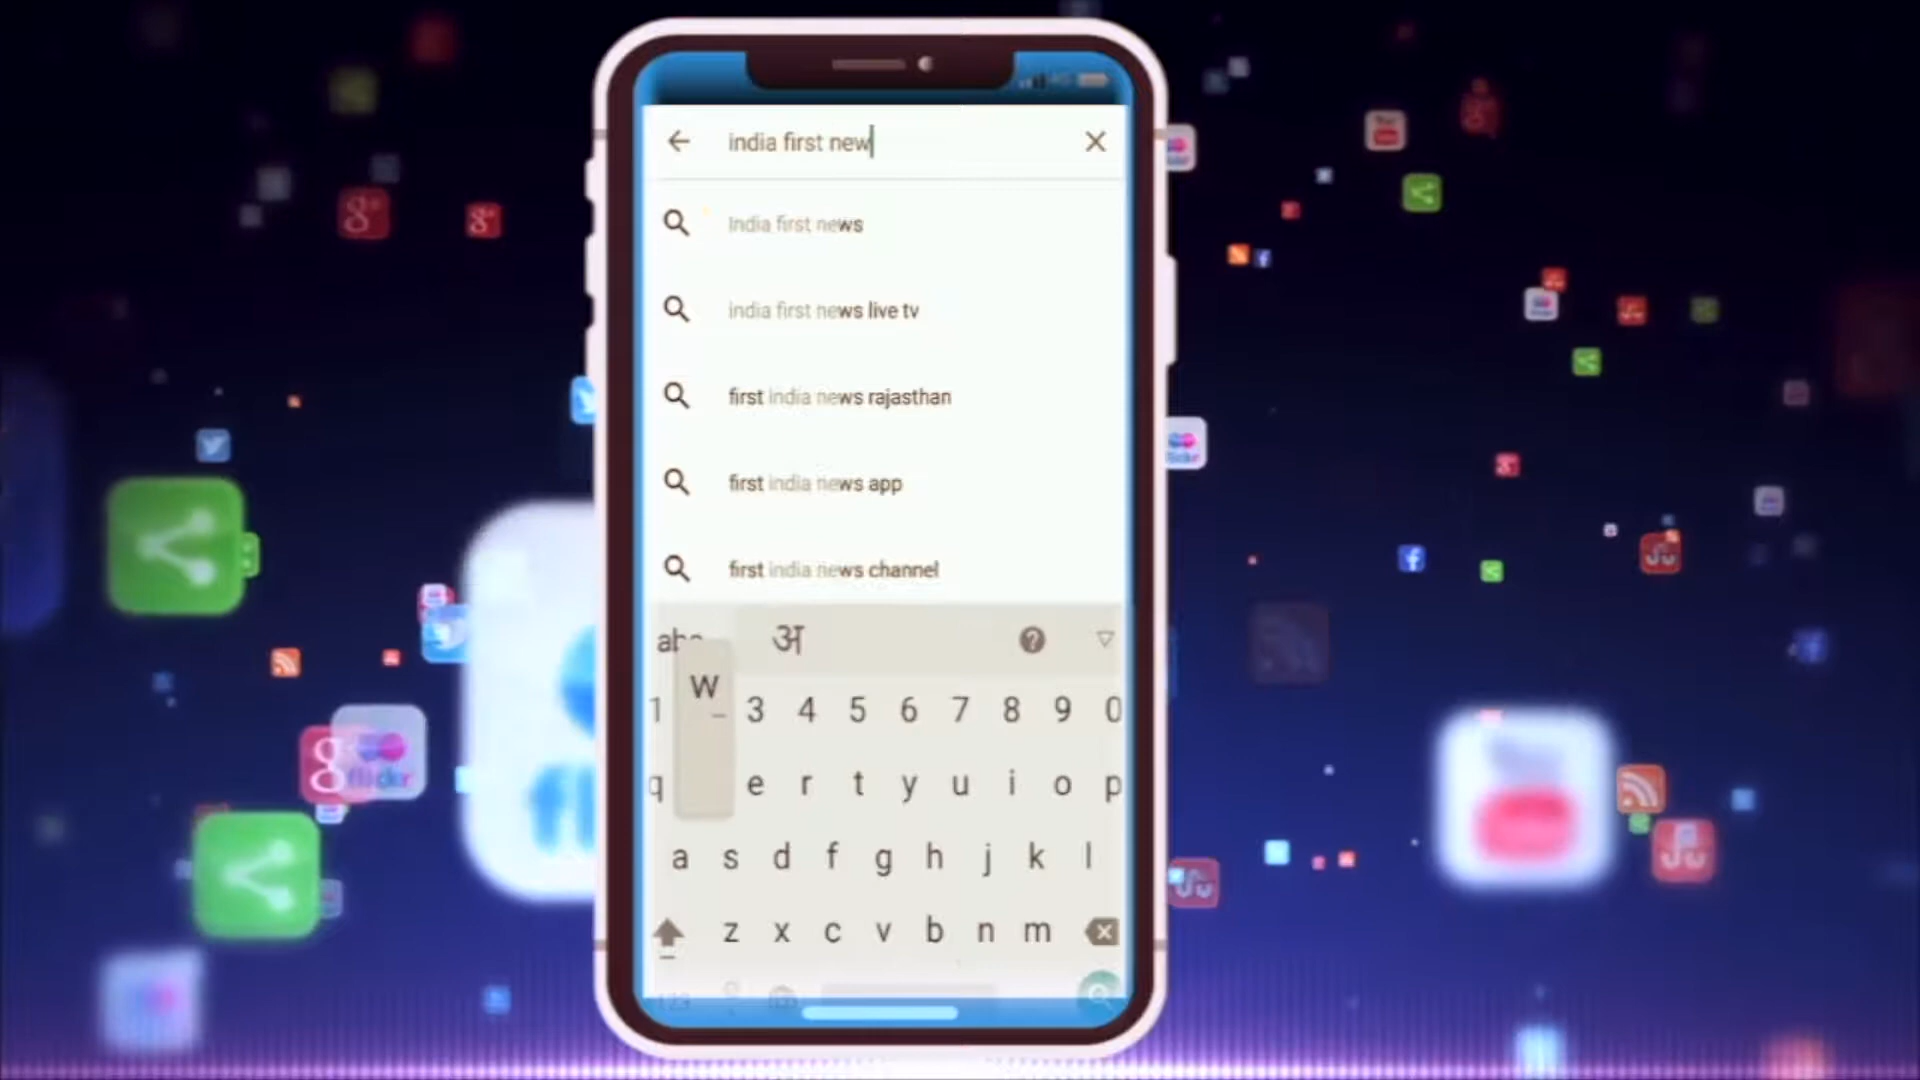 india first new
india first news
india first news live tv
first india news rajasthan
first india news app
first india news channel
अ
W
1 3 4 5 6 7 8 9 0
q e r t y u i o p
a s d f g h j k l
z x c v b n m
flickr